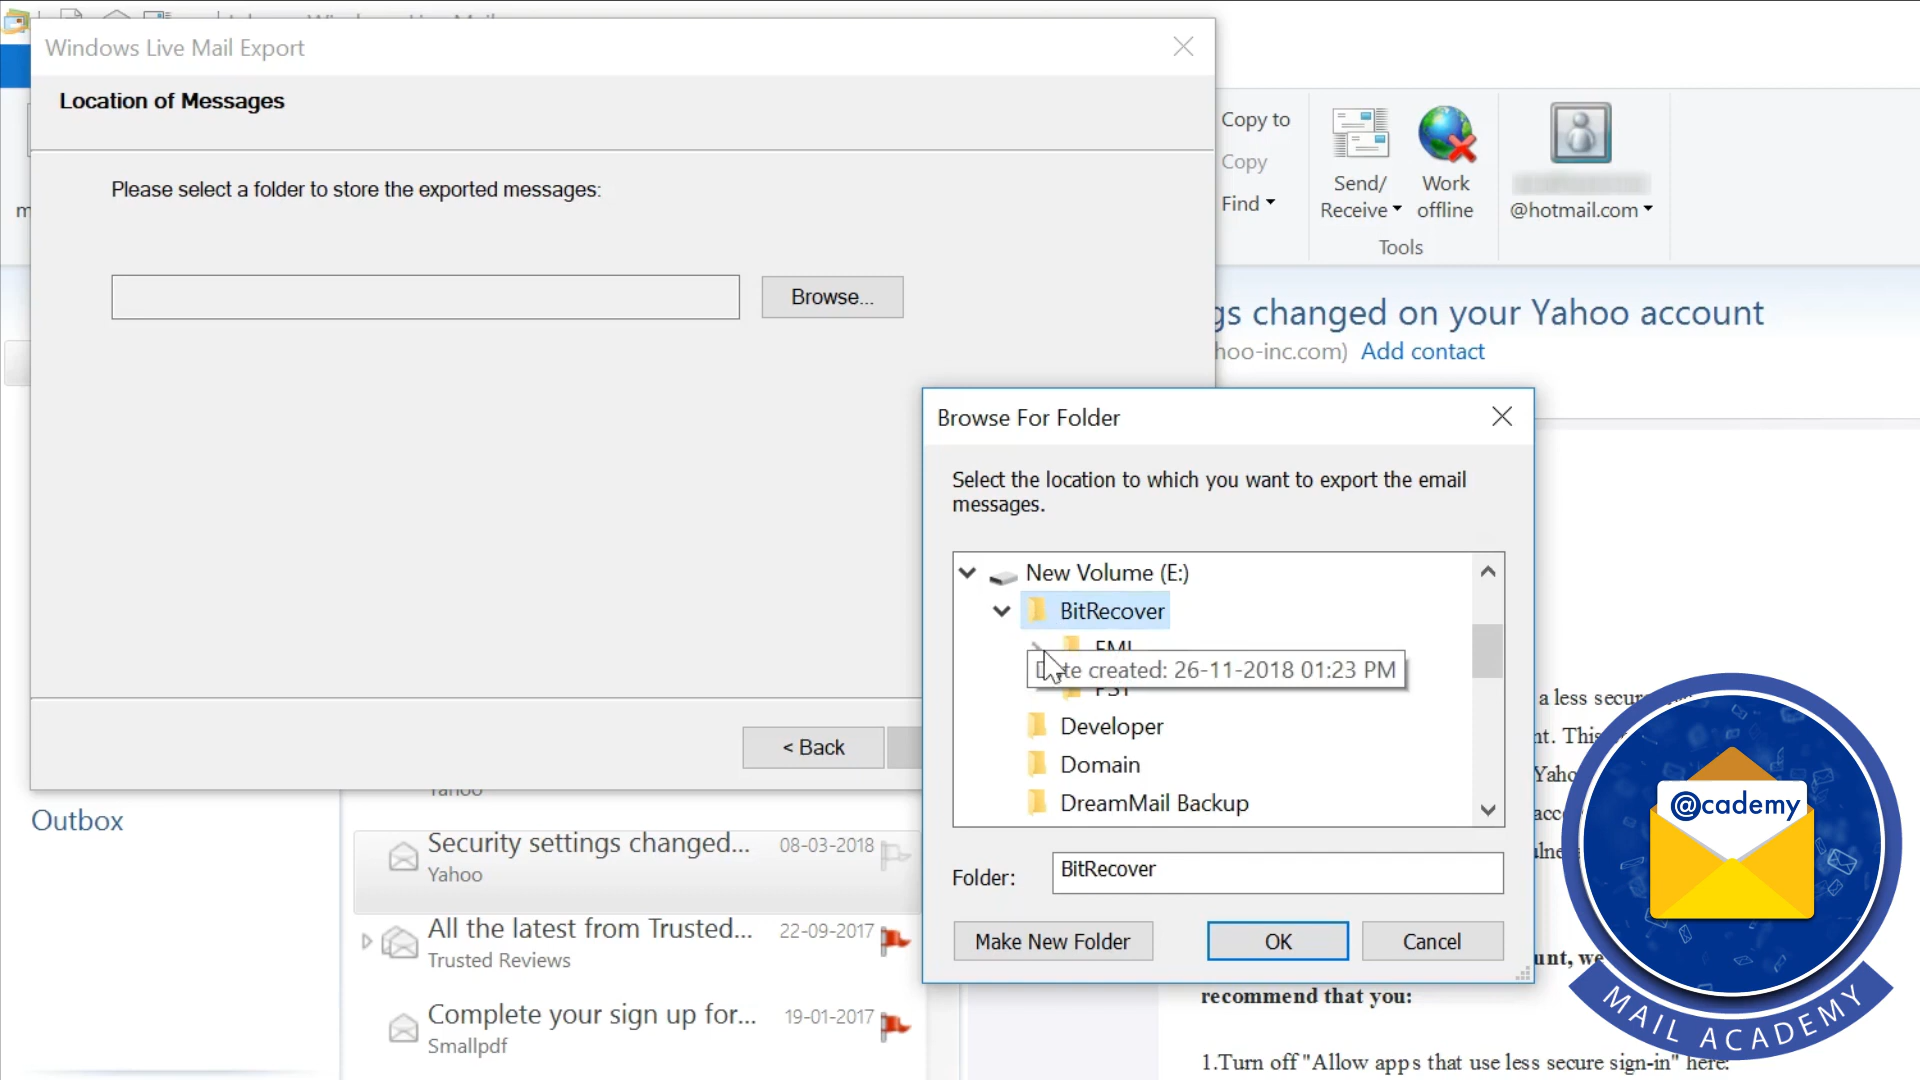 Windows Live Mail Export
Location of Messages
Please select a folder to store the exported messages:
Browse...
< Back
Copy to
Copy
Find
Send/
Receive
Work
offline
@hotmail.com
Tools
gs changed on your Yahoo account
hoo-inc.com) Add contact
Browse For Folder
Select the location to which you want to export the email
messages.
New Volume (E:)
BitRecover
EML
te created: 26-11-2018 01:23 PM
PST
Developer
Domain
DreamMail Backup
Folder: BitRecover
Make New Folder
OK
Cancel
Outbox
Yahoo
Security settings changed... 08-03-2018
Yahoo
All the latest from Trusted... 22-09-2017
Trusted Reviews
Complete your sign up for... 19-01-2017
Smallpdf
a less secur
nt. This
Yaho
acc
lne
unt, we
recommend that you:
1.Turn off "Allow apps that use less secure sign-in" here:
@cademy
MAIL ACADEMY